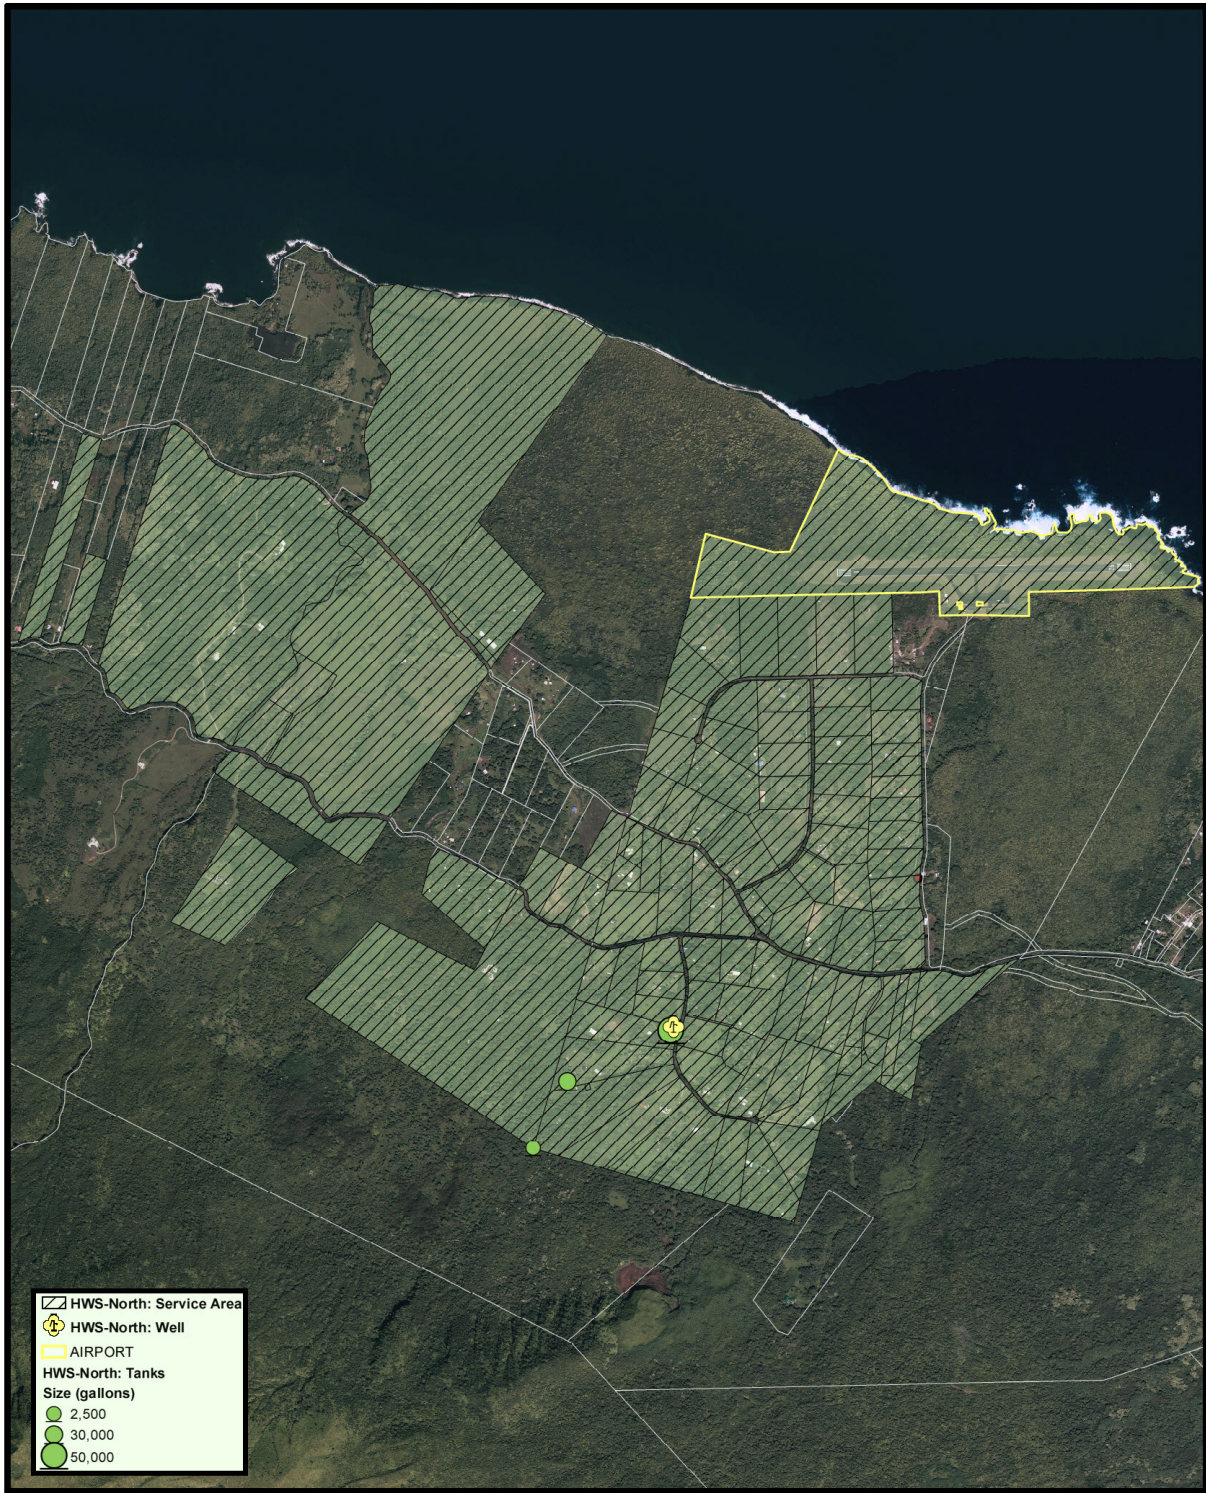 HWS-North: Service Area
HWS-North: Well
AIRPORT
HWS-North: Tanks
Size (gallons)
2,500
30,000
50,000